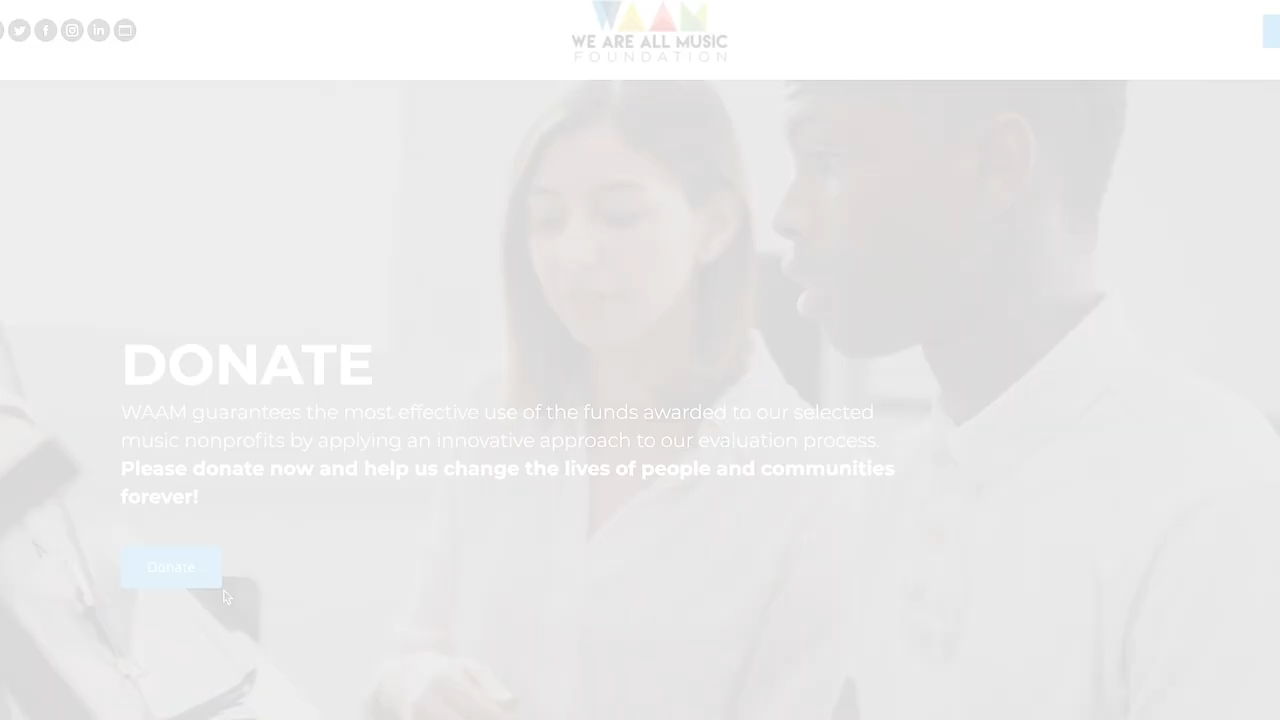 WAAM
WE ARE ALL MUSIC
FOUNDATION
DONATE
WAAM guarantees the most effective use of the funds awarded to our selected
music nonprofits by applying an innovative approach to our evaluation process.
Please donate now and help us change the lives of people and communities
forever!
Donate